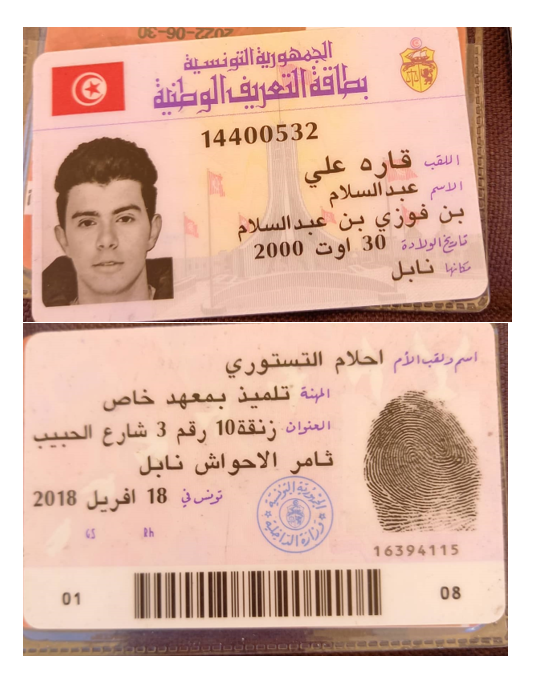 2022-06-30
الجمهورية التونسية
بطاقة التعريف الوطنية
14400532
اللقب قاره علي
الاسم عبدالسلام
بن فوزي بن عبدالسلام
تاريخ الولادة 30 اوت 2000
مكانها نابل
اسم ولقب الأم احلام التستوري
المهنة تلميذ بمعهد خاص
العنوان زنقة10 رقم 3 شارع الحبيب
ثامر الاحواش نابل
تونس في 18 افريل 2018
الجمهورية التونسية
وزارة الداخلية
16394115
01
08